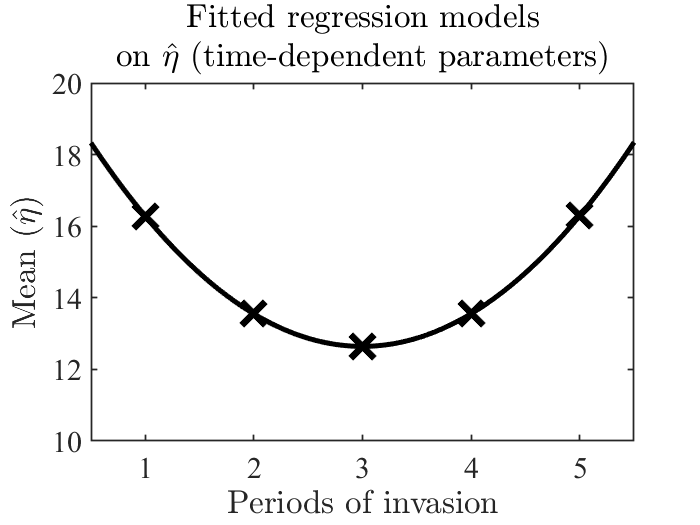 Fitted regression models
on η̂ (time-dependent parameters)
20
18
16
14
12
10
Mean (η̂)
1 2 3 4 5
Periods of invasion